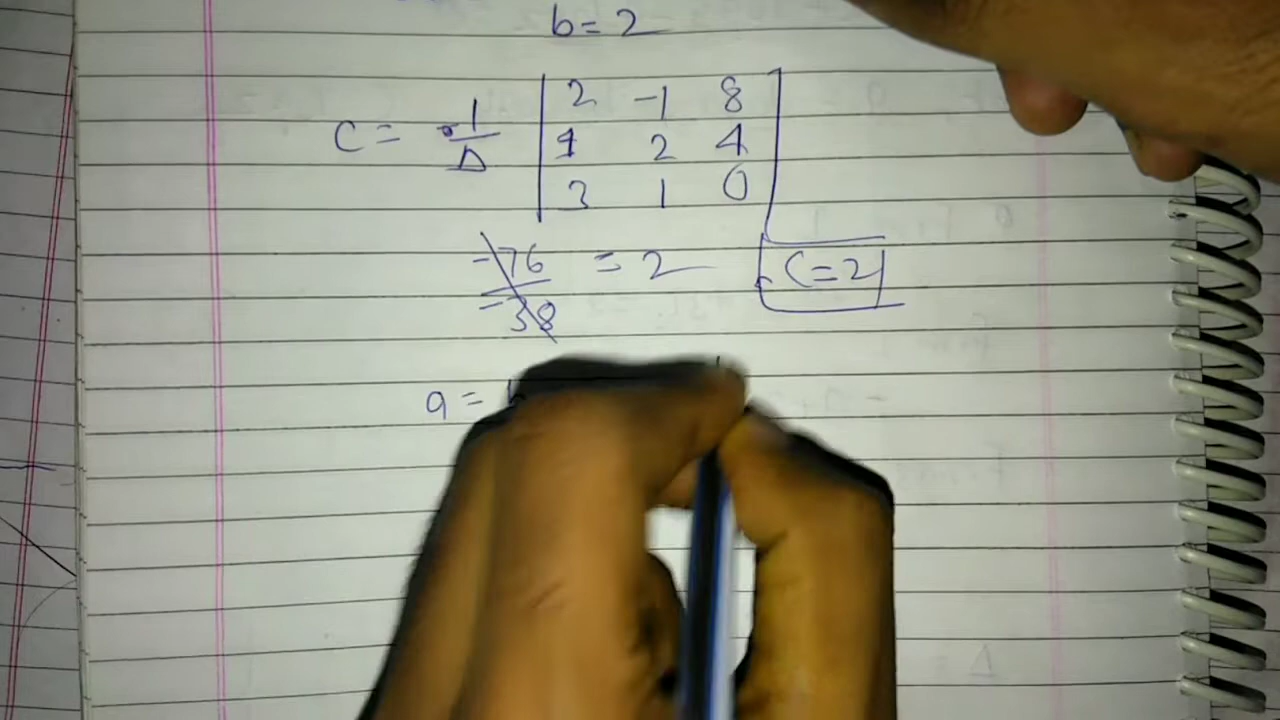 b = 2
c = 1/Δ | 2 -1 8 |
| 1 2 4 |
| 3 1 0 |
-76/-38 = 2 c = 2
a =